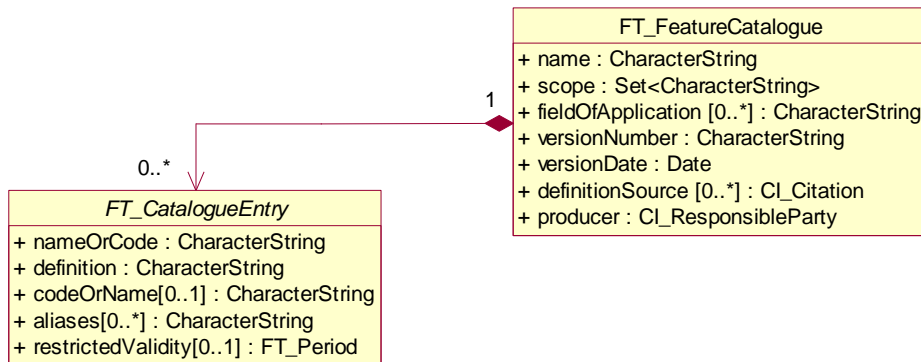 FT_FeatureCatalogue
+ name : CharacterString
+ scope : Set<CharacterString>
+ fieldOfApplication [0..*] : CharacterString
+ versionNumber : CharacterString
+ versionDate : Date
+ definitionSource [0..*] : CI_Citation
+ producer : CI_ResponsibleParty
1
0..*
FT_CatalogueEntry
+ nameOrCode : CharacterString
+ definition : CharacterString
+ codeOrName[0..1] : CharacterString
+ aliases[0..*] : CharacterString
+ restrictedValidity[0..1] : FT_Period